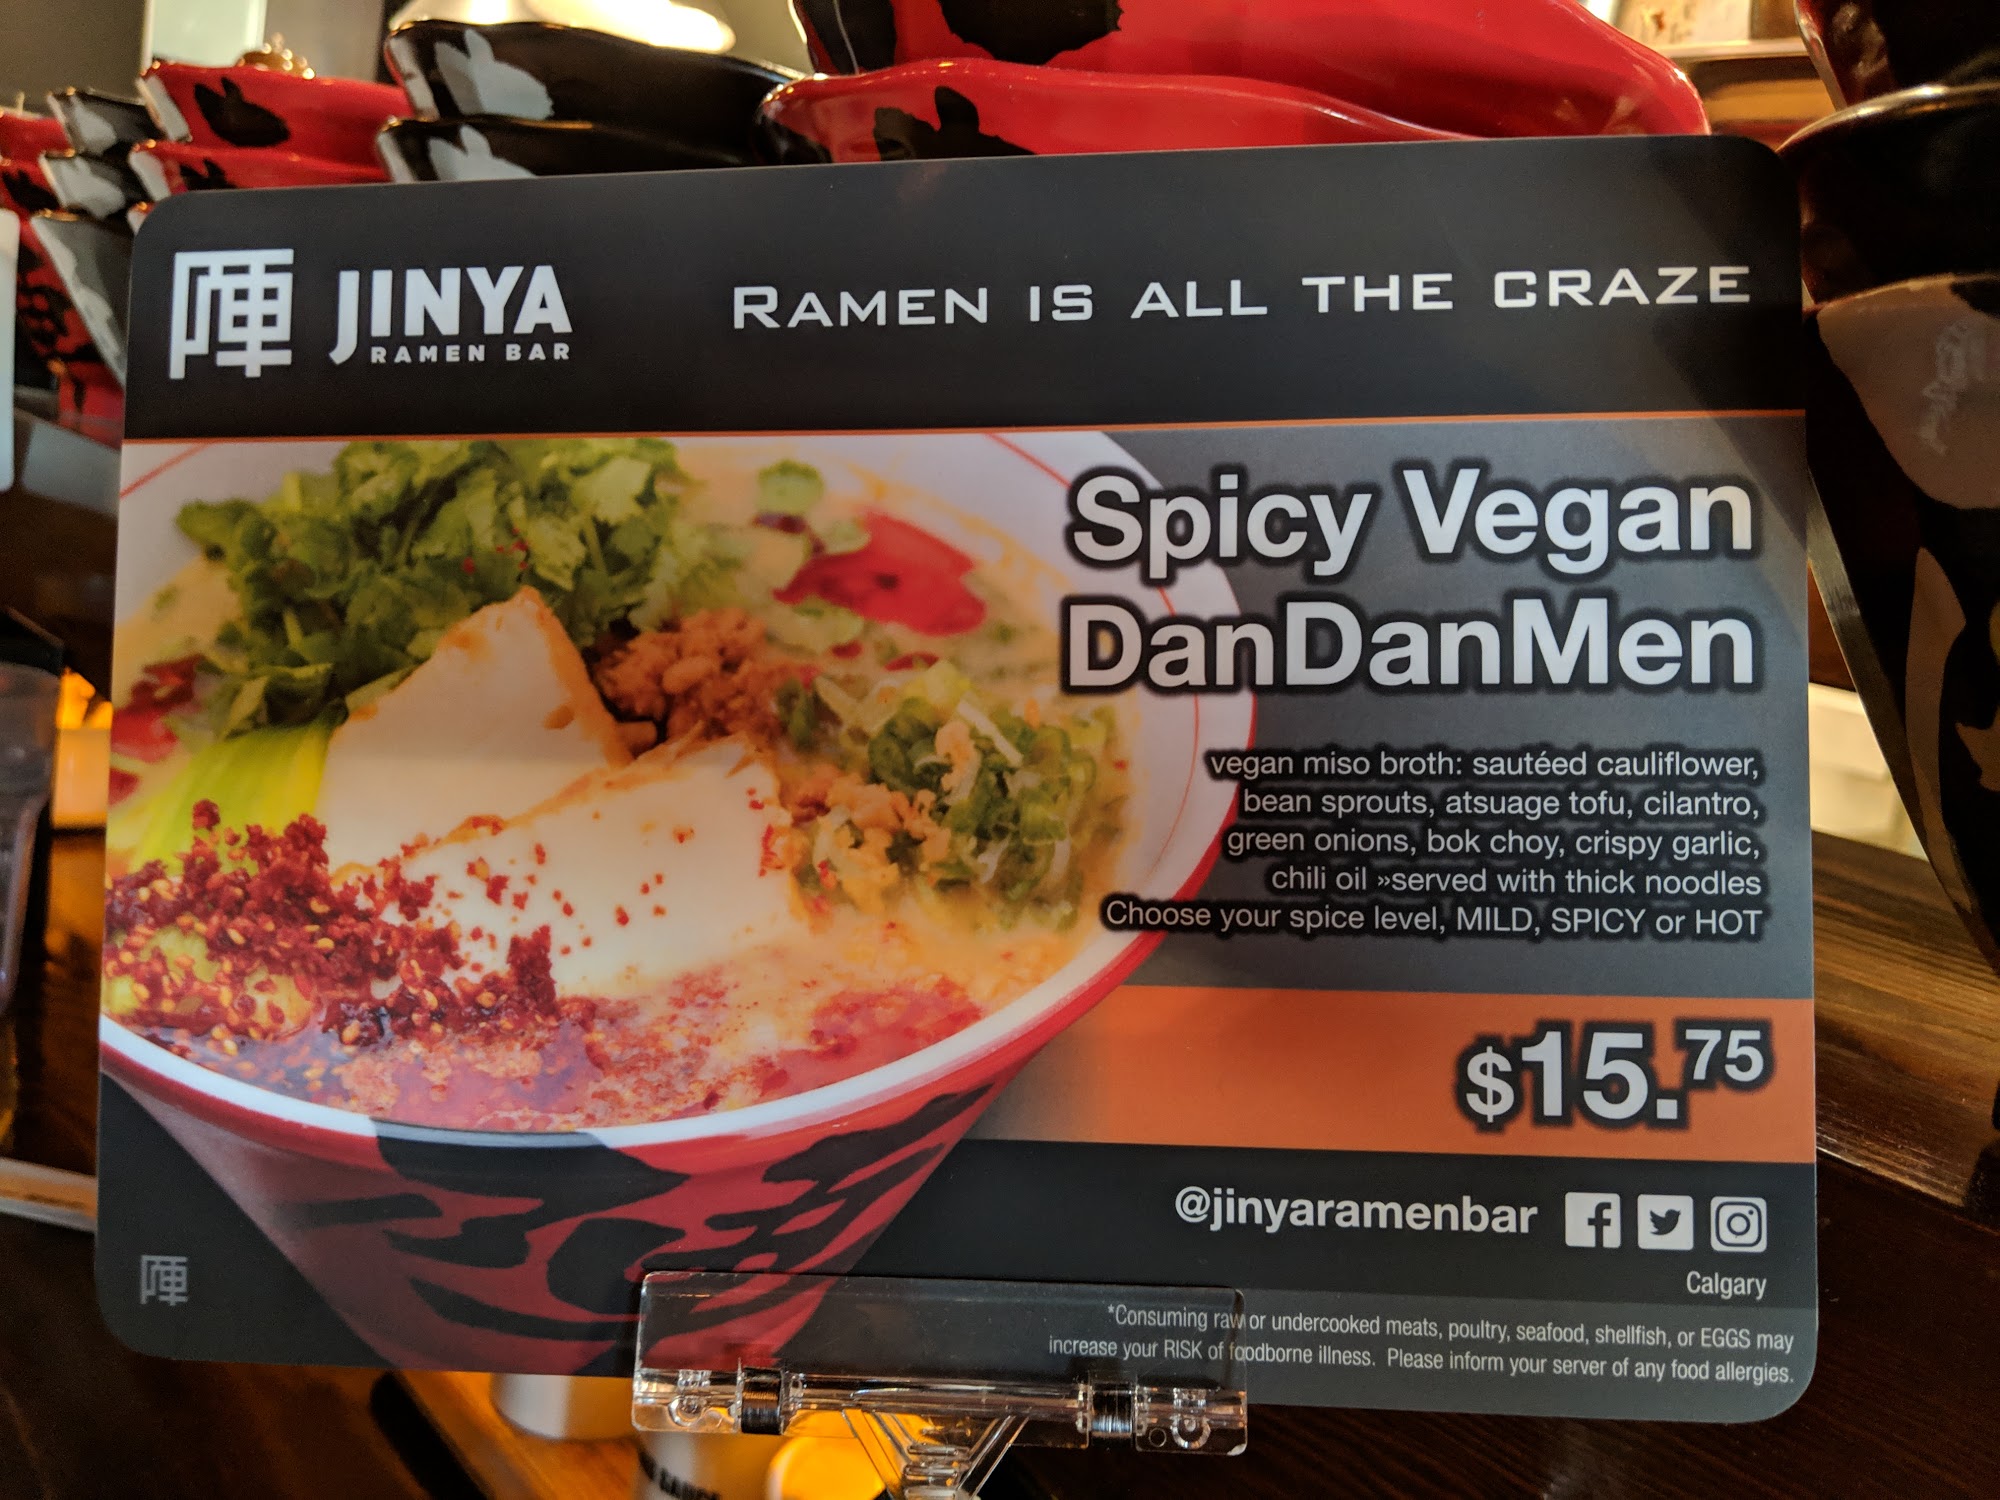 陣 JINYA
RAMEN BAR
RAMEN IS ALL THE CRAZE
Spicy Vegan
DanDanMen
vegan miso broth: sautéed cauliflower,
bean sprouts, atsuage tofu, cilantro,
green onions, bok choy, crispy garlic,
chili oil »served with thick noodles
Choose your spice level, MILD, SPICY or HOT
$15.75
@jinyaramenbar
Calgary
陣
*Consuming raw or undercooked meats, poultry, seafood, shellfish, or EGGS may
increase your RISK of foodborne illness. Please inform your server of any food allergies.